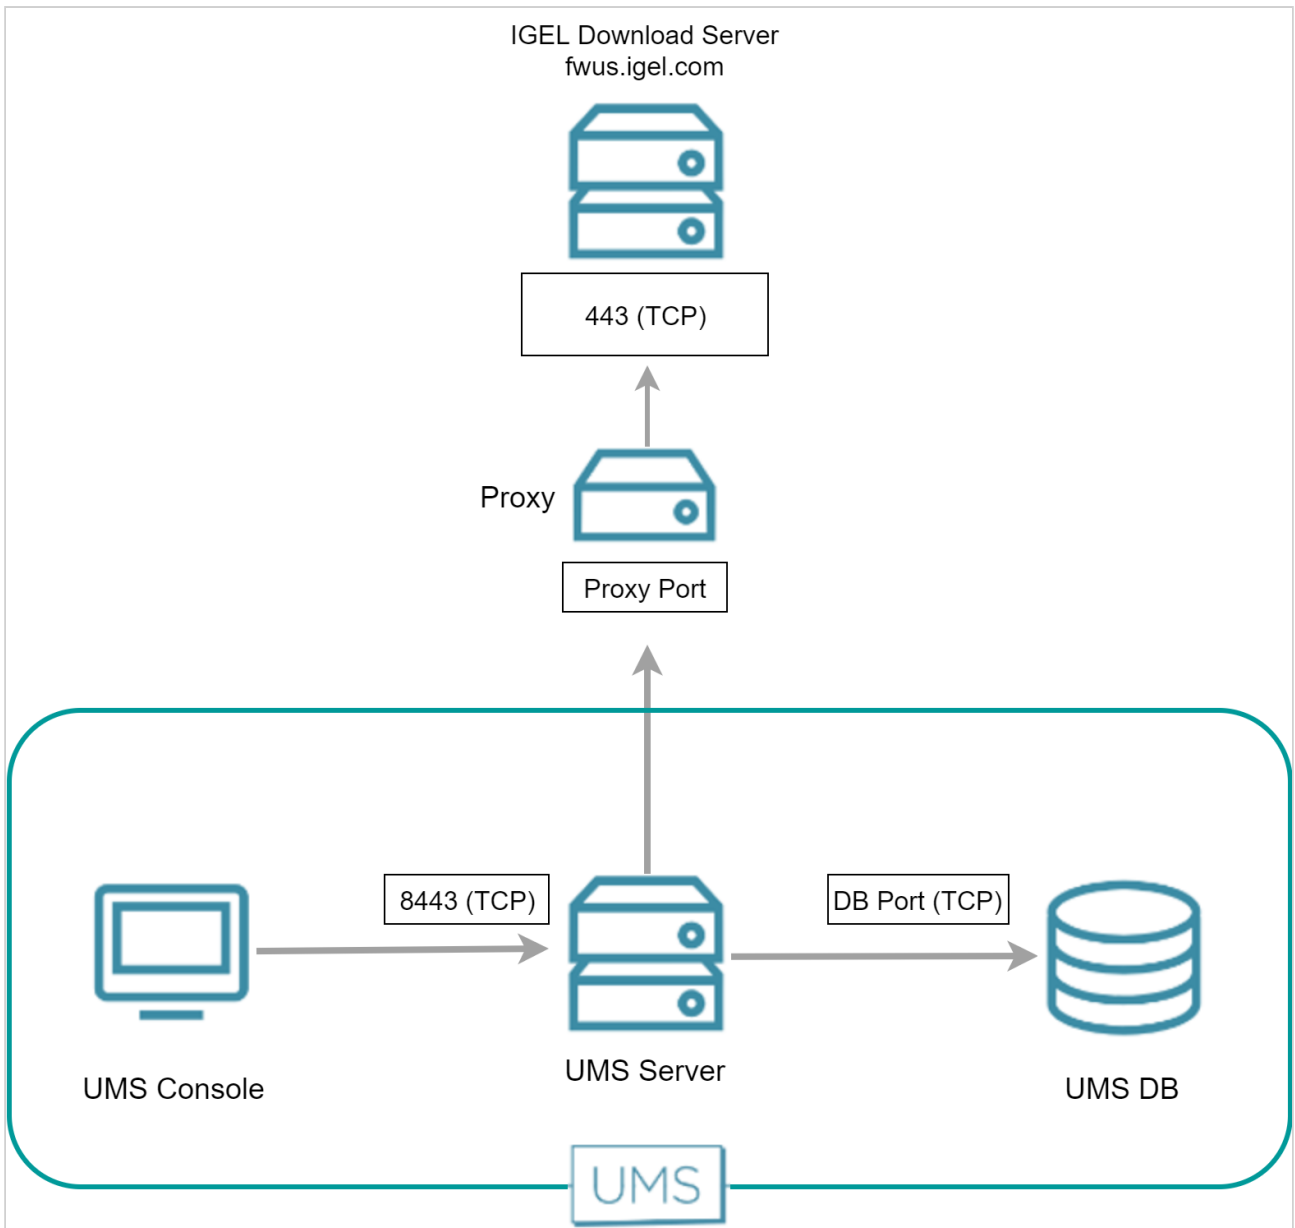 IGEL Download Server
fwus.igel.com
443 (TCP)
Proxy
Proxy Port
8443 (TCP)
DB Port (TCP)
UMS Console
UMS Server
UMS DB
UMS